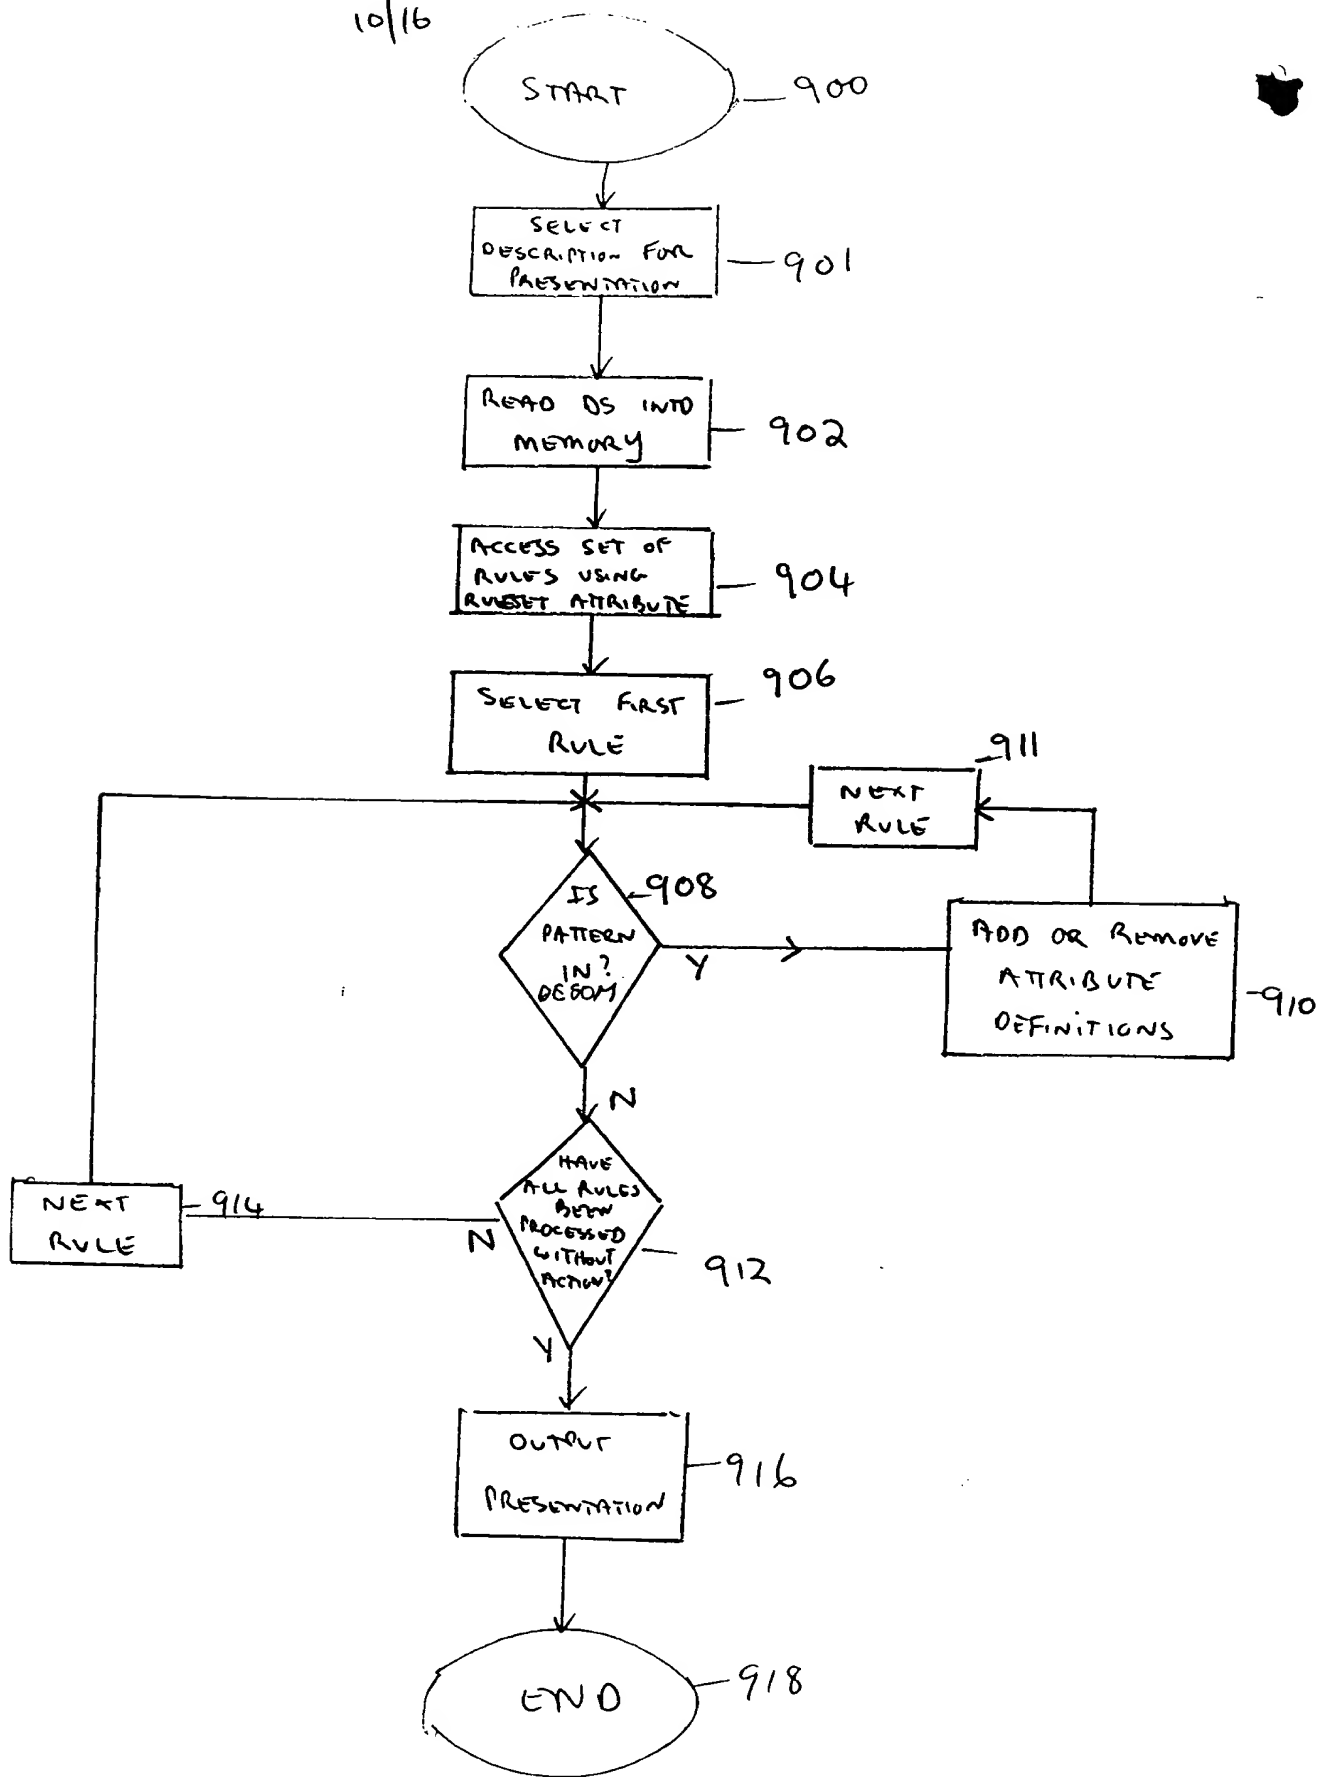 10/16
START
900
SELECT
DESCRIPTION FOR
PRESENTATION
901
READ DS INTO
MEMORY
902
ACCESS SET OF
RULES USING
RULESET ATTRIBUTE
904
SELECT FIRST
RULE
906
911
NEXT
RULE
IS
PATTERN
IN?
DEDOM
908
Y
ADD OR REMOVE
ATTRIBUTE
DEFINITIONS
910
N
HAVE
ALL RULES
BEEN
PROCESSED
WITHOUT
ACTION?
912
N
NEXT
RULE
914
Y
OUTPUT
PRESENTATION
916
END
918